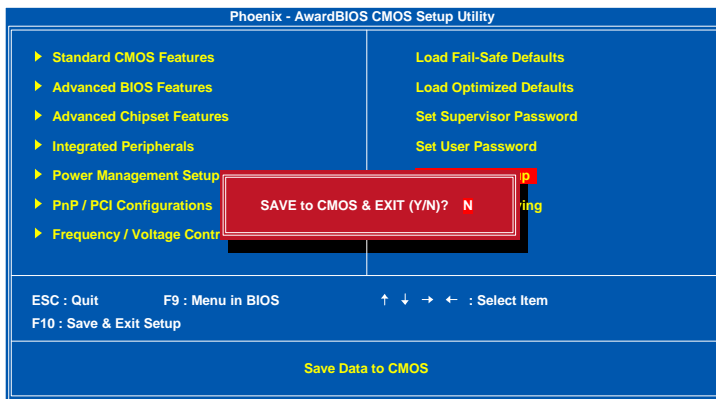 Phoenix - AwardBIOS CMOS Setup Utility
Standard CMOS Features
Advanced BIOS Features
Advanced Chipset Features
Integrated Peripherals
Power Management Setup
PnP / PCI Configurations
Frequency / Voltage Contr
Load Fail-Safe Defaults
Load Optimized Defaults
Set Supervisor Password
Set User Password
SAVE to CMOS & EXIT (Y/N)? N
ESC : Quit F9 : Menu in BIOS ↑ ↓ → ← : Select Item
F10 : Save & Exit Setup
Save Data to CMOS